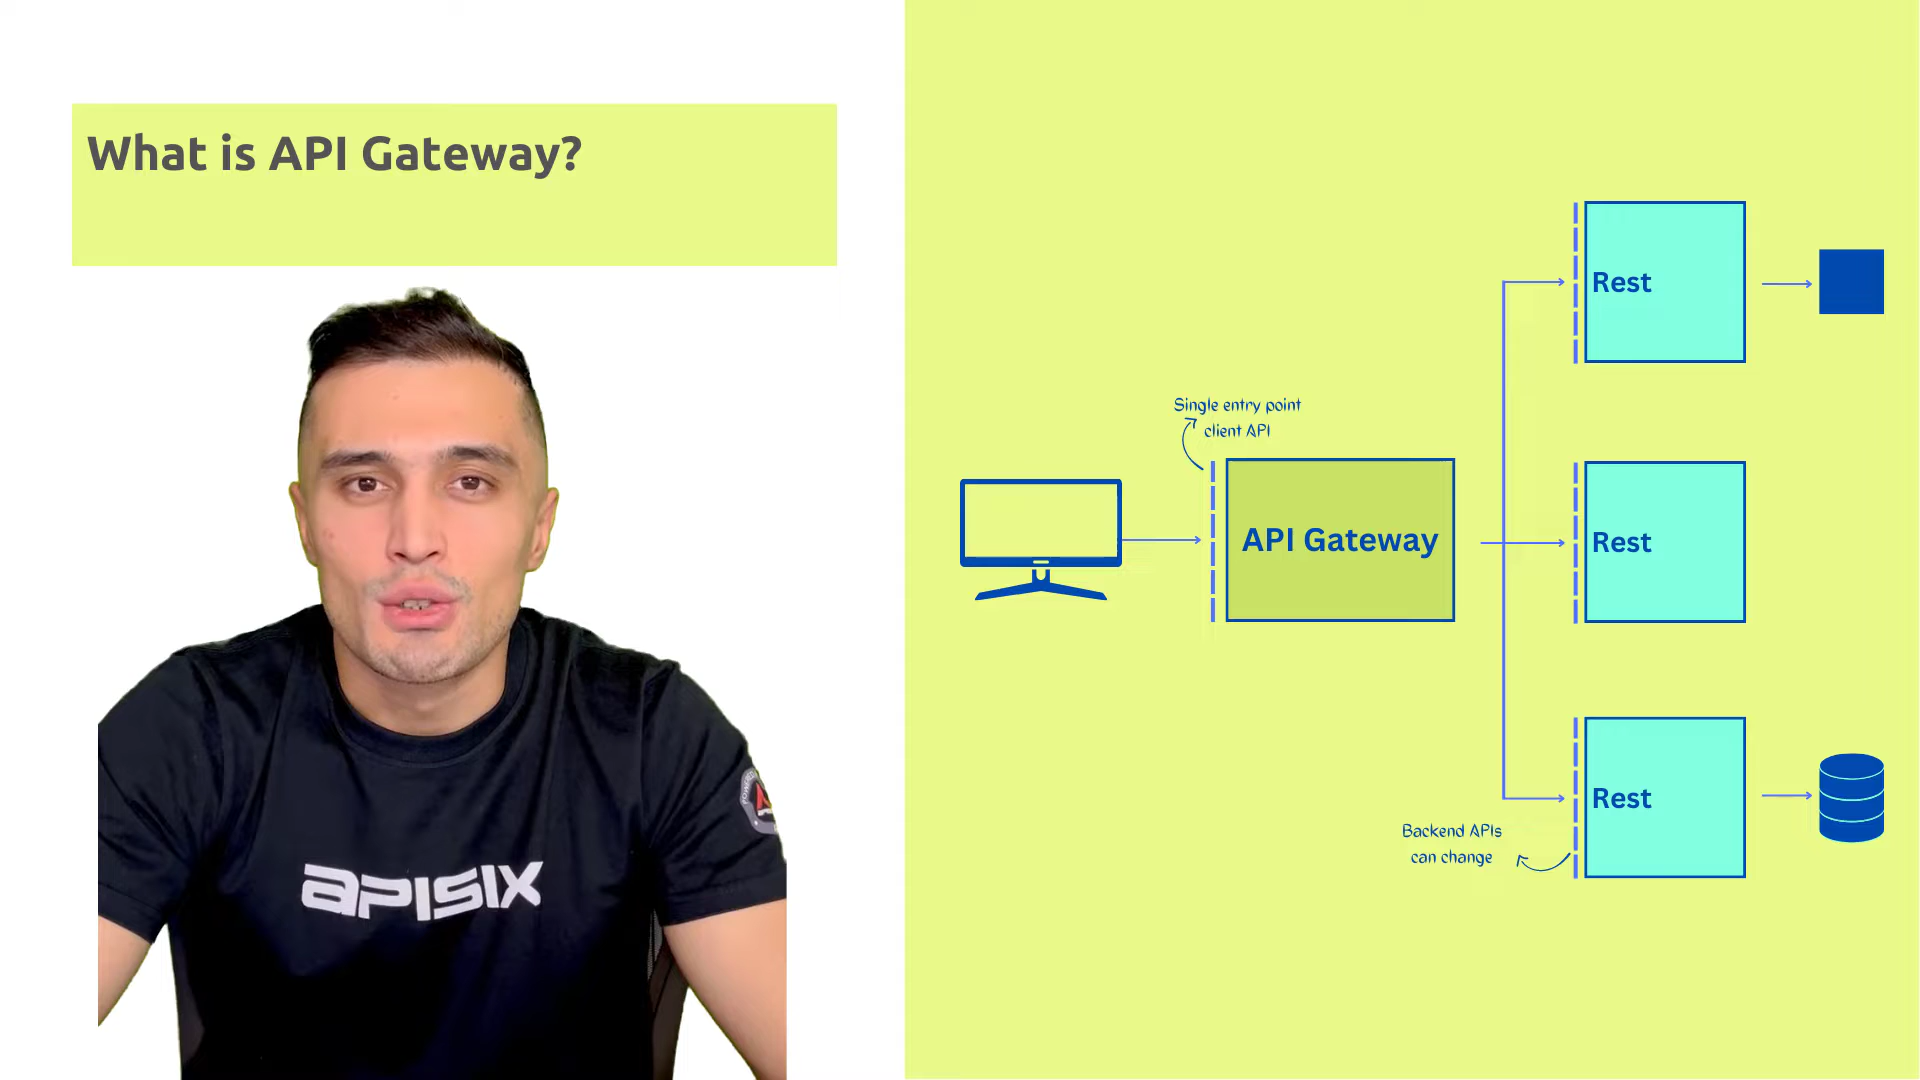 What is API Gateway?
Rest
Single entry point
client API
API Gateway
Rest
Rest
Backend APIs
can change
APISIX